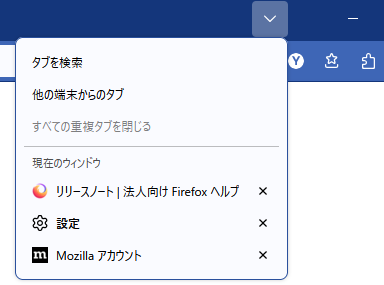 タブを検索
他の端末からのタブ
すべての重複タブを閉じる
現在のウィンドウ
リリースノート | 法人向け Firefox ヘルプ
設定
m
Mozilla アカウント
Y